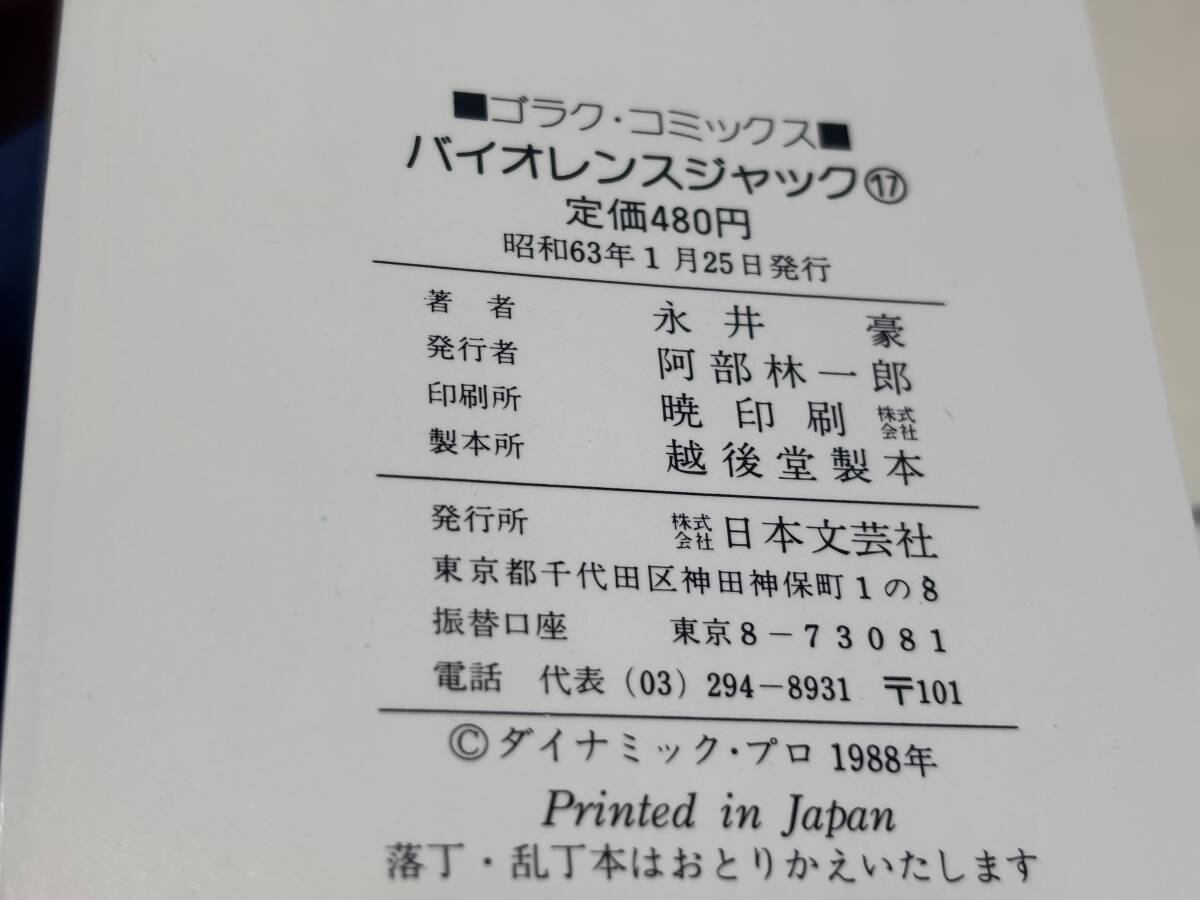 ■ゴラク・コミックス■
バイオレンスジャック⑰
定価480円
昭和63年1月25日発行
著者 永井豪
発行者 阿部林一郎
印刷所 暁印刷株式会社
製本所 越後堂製本
発行所 株式会社日本文芸社
東京都千代田区神田神保町1の8
振替口座 東京8-73081
電話 代表(03)294-8931 〒101
©ダイナミック・プロ 1988年
Printed in Japan
落丁・乱丁本はおとりかえいたします